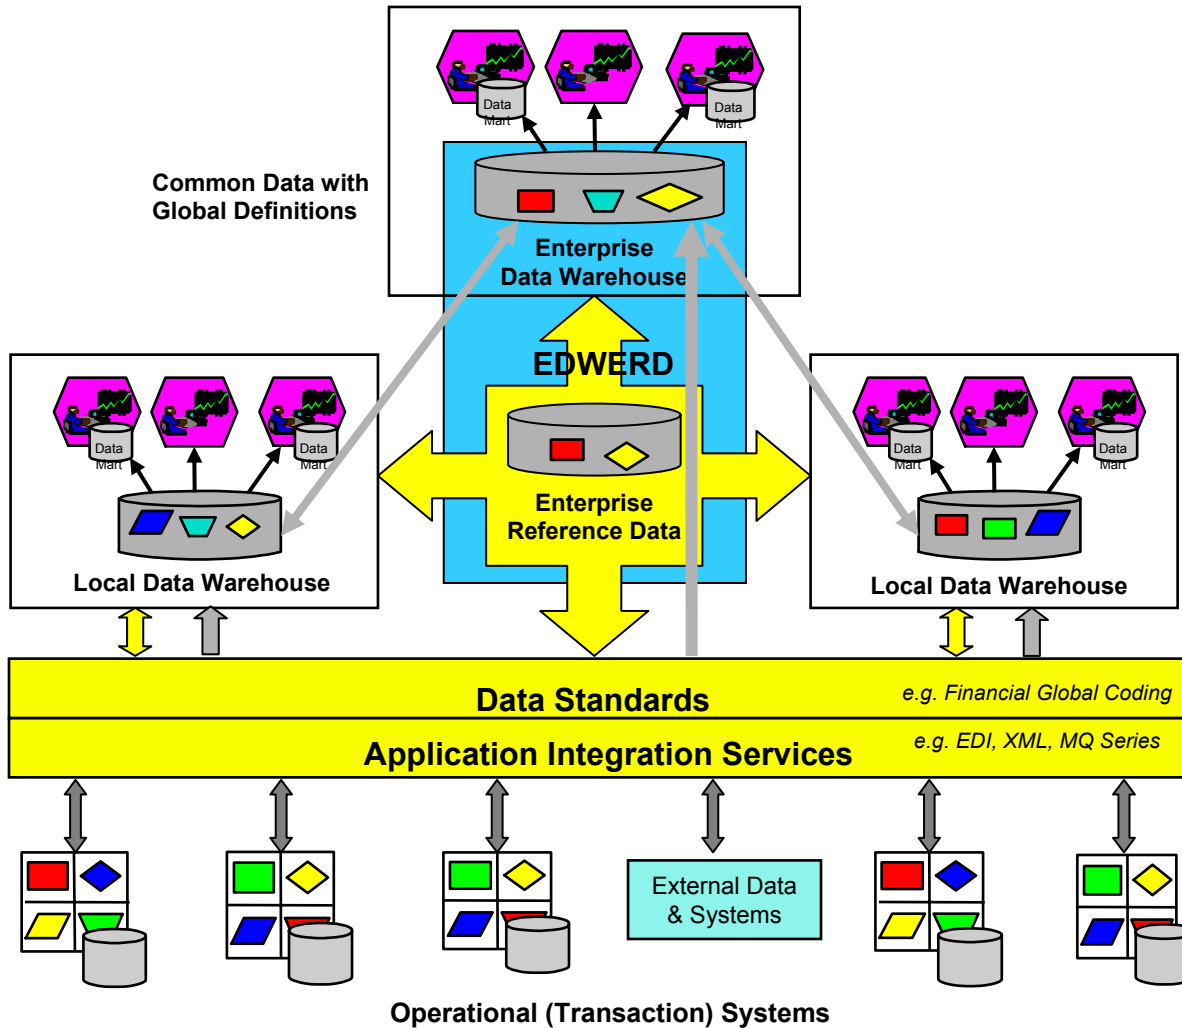 Data
Mart
Data
Mart
Common Data with
Global Definitions
Enterprise
Data Warehouse
EDWERD
Data
Mart
Data
Mart
Data
Mart
Data
Mart
Enterprise
Reference Data
Local Data Warehouse
Local Data Warehouse
Data Standards
e.g. Financial Global Coding
Application Integration Services
e.g. EDI, XML, MQ Series
External Data
& Systems
Operational (Transaction) Systems